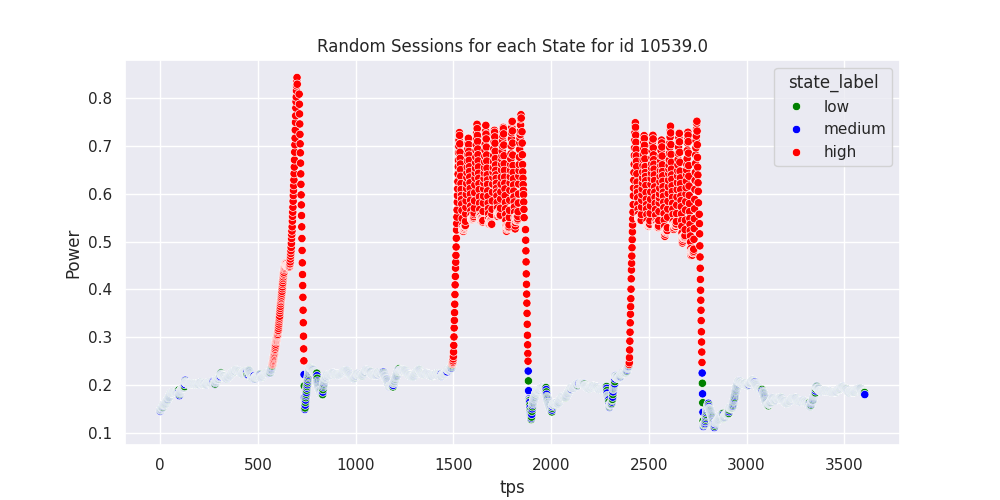 Random Sessions for each State for id 10539.0
state_label
low
medium
high
Power
0.8
0.7
0.6
0.5
0.4
0.3
0.2
0.1
0
500
1000
1500
2000
2500
3000
3500
tps